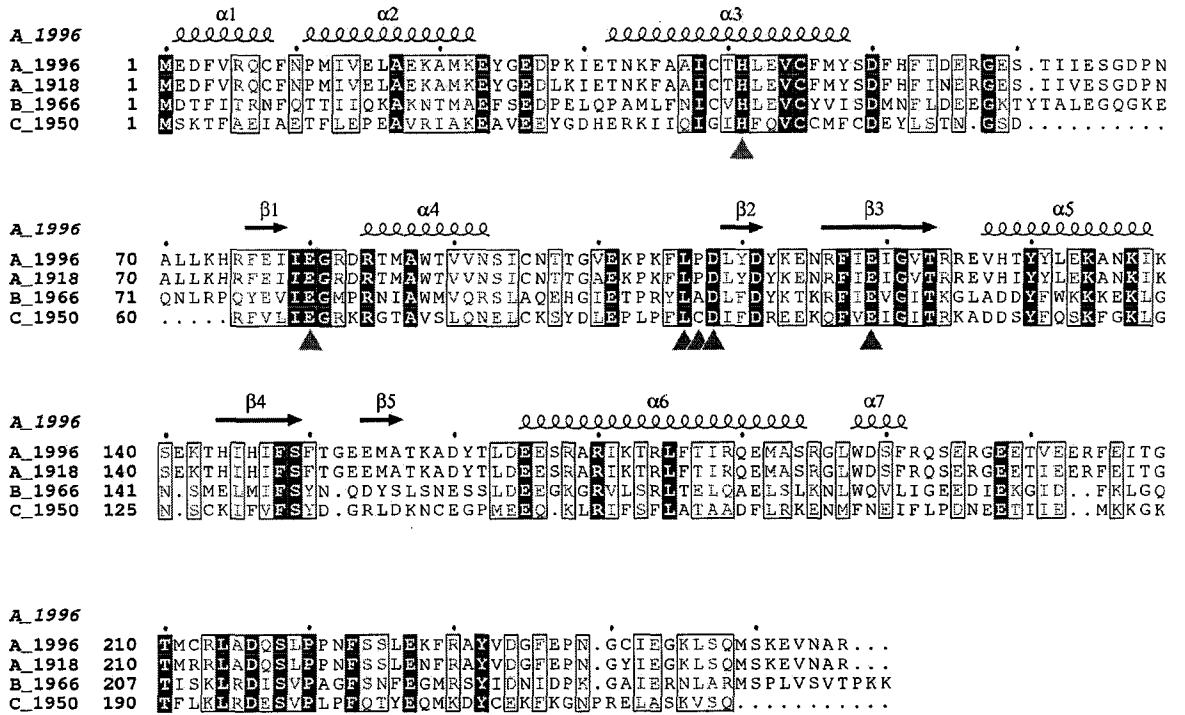 α1 α2 α3
A_1996
A_1996 1 MEDFVRQCFNPMIVELAEKAMKEYGEDPKIETNKFAAICTHLEVCFMYSDFHFIDERGES.TIIESGDPN
A_1918 1 MEDFVRQCFNPMIVELAEKAMKEYGEDLKIETNKFAAICTHLEVCFMYSDFHFINERGES.IIVESGDPN
B_1966 1 MDTFITRNFQTTIIQKAKNTMAEFSEDPELQPAMLFNICVHLEVCYVISDMNFLDEEGKTYTALEGQGKE
C_1950 1 MSKTFAEIAETFLEPEAVRIAKEAVEEYGDHERKIIQIGIHFQVCCMFCDEYLSTN.GSD..........
β1 α4 β2 β3 α5
A_1996
A_1996 70 ALLKHRFEIIEGRDRTMAWTVVNSICNTTGVEKPKFLPDLYDYKENRFIEIGVTRREVHTYYLEKANKIK
A_1918 70 ALLKHRFEIIEGRDRTMAWTVVNSICNTTGAEKPKFLPDLYDYKENRFIEIGVTRREVHIYYLEKANKIK
B_1966 71 QNLRPQYEVIEGMPRNIAWMVQRSLAQEHGIETPRYLADLFDYKTKRFIEVGITKGLADDYFWKKKEKLG
C_1950 60 .....RFVLIEGRKRGTAVSLQNELCKSYDLEPLPFLCDIFDREEKQFVEIGITRKADDSYFQSKFGKLG
β4 β5 α6 α7
A_1996
A_1996 140 SEKTHIHIFSFTGEEMATKADYTLDEESRARIKTRLFTIRQEMASRGLWDSFRQSERGEETVEERFEITG
A_1918 140 SEKTHIHIFSFTGEEMATKADYTLDEESRARIKTRLFTIRQEMASRGLWDSFRQSERGEETIEERFEITG
B_1966 141 N.SMELMIFSYN.QDYSLSNESSLDEEGKGRVLSRLTELQAELSLKNLWQVLIGEEDIEKGID..FKLGQ
C_1950 125 N.SCKIFVFSYD.GRLDKNCEGPMEEQ.KLRIFSFLATAADFLRKENMFNEIFLPDNEETIIE..MKKGK
A_1996
A_1996 210 TMCRLADQSLPPNFSSLEKFRAYVDGFEPN.GCIEGKLSQMSKEVNAR...
A_1918 210 TMRRLADQSLPPNFSSLENFRAYVDGFEPN.GYIEGKLSQMSKEVNAR...
B_1966 207 TISKLRDISVPAGFSNFEGMRSYIDNIDPK.GAIERNLARMSPLVSVTPKK
C_1950 190 TFLKLRDESVPLPFQTYEQMKDYCEKFKGNPRELASKVSQ...........